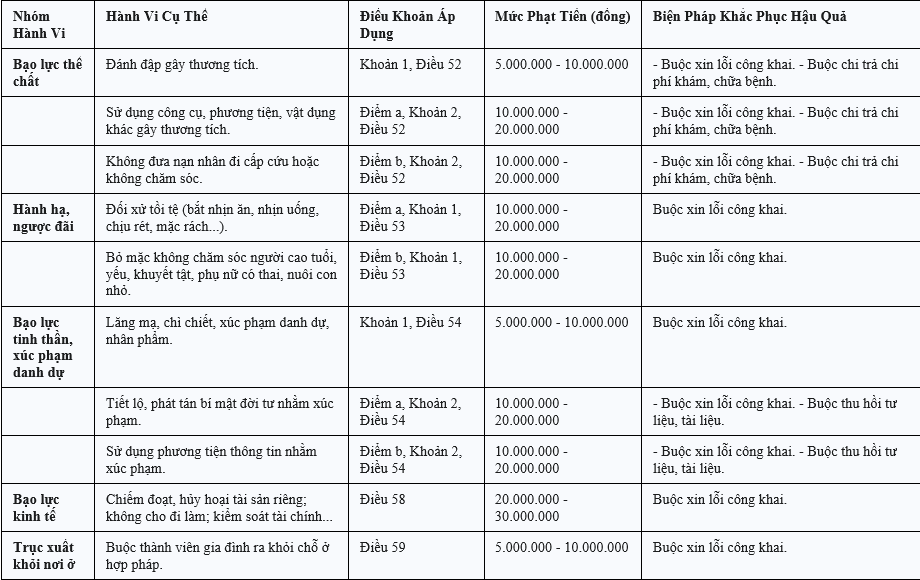 Nhóm Hành Vi Cụ Thể Điều Khoản Áp Mức Phạt Tiền (đồng) Biện Pháp Khắc Phục Hậu Quả
Hành Vi Dụng
Bạo lực thể Đánh đập gây thương tích. Khoản 1, Điều 52 5.000.000 - 10.000.000 - Buộc xin lỗi công khai. - Buộc chi trả chi
chất phí khám, chữa bệnh.
Sử dụng công cụ, phương tiện, vật dụng Điểm a, Khoản 2, 10.000.000 - - Buộc xin lỗi công khai. - Buộc chi trả chi
khác gây thương tích. Điều 52 20.000.000 phí khám, chữa bệnh.
Không đưa nạn nhân đi cấp cứu hoặc Điểm b, Khoản 2, 10.000.000 - - Buộc xin lỗi công khai. - Buộc chi trả chi
không chăm sóc. Điều 52 20.000.000 phí khám, chữa bệnh.
Hành hạ, Đối xử tồi tệ (bắt nhịn ăn, nhịn uống, Điểm a, Khoản 1, 10.000.000 - Buộc xin lỗi công khai.
ngược đãi chịu rét, mặc rách...). Điều 53 20.000.000
Bỏ mặc không chăm sóc người cao tuổi, Điểm b, Khoản 1, 10.000.000 - Buộc xin lỗi công khai.
yếu, khuyết tật, phụ nữ có thai, nuôi con Điều 53 20.000.000
nhỏ.
Bạo lực Lăng mạ, chì chiết, xúc phạm danh dự, Khoản 1, Điều 54 5.000.000 - 10.000.000 Buộc xin lỗi công khai.
tinh thần, nhân phẩm.
xúc phạm
danh dự
Tiết lộ, phát tán bí mật đời tư nhằm xúc Điểm a, Khoản 2, 10.000.000 - - Buộc xin lỗi công khai. - Buộc thu hồi tư
phạm. Điều 54 20.000.000 liệu, tài liệu.
Sử dụng phương tiện thông tin nhằm Điểm b, Khoản 2, 10.000.000 - - Buộc xin lỗi công khai. - Buộc thu hồi tư
xúc phạm. Điều 54 20.000.000 liệu, tài liệu.
Bạo lực Chiếm đoạt, hủy hoại tài sản riêng; Điều 58 20.000.000 - Buộc xin lỗi công khai.
kinh tế không cho đi làm; kiểm soát tài chính... 30.000.000
Trục xuất Buộc thành viên gia đình ra khỏi chỗ ở Điều 59 5.000.000 - 10.000.000 Buộc xin lỗi công khai.
khỏi nơi ở hợp pháp.